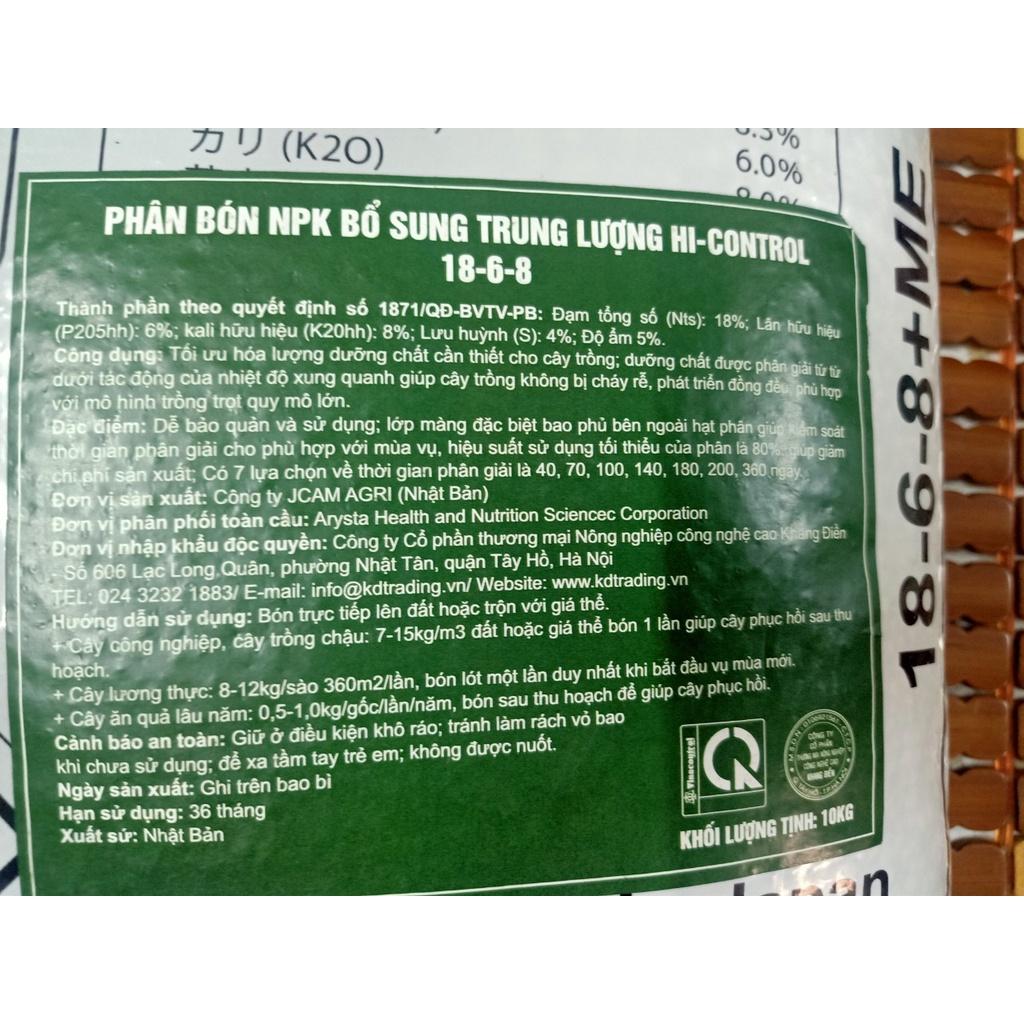 カリ (K2O)
6.0%
PHÂN BÓN NPK BỔ SUNG TRUNG LƯỢNG HI-CONTROL
18-6-8
Thành phần theo quyết định số 1871/QĐ-BVTV-PB: Đạm tổng số (Nts): 18%; Lân hữu hiệu
(P205hh): 6%; kali hữu hiệu (K20hh): 8%; Lưu huỳnh (S): 4%; Độ ẩm 5%.
Công dụng: Tối ưu hóa lượng dưỡng chất cần thiết cho cây trồng; dưỡng chất được phân giải từ từ
dưới tác động của nhiệt độ xung quanh giúp cây trồng không bị cháy rễ, phát triển đồng đều, phù hợp
với mô hình trồng trọt quy mô lớn.
Đặc điểm: Dễ bảo quản và sử dụng; lớp màng đặc biệt bao phủ bên ngoài hạt phân giúp kiểm soát
thời gian phân giải cho phù hợp với mùa vụ, hiệu suất sử dụng tối thiểu của phân là 80%, giúp giảm
chi phí sản xuất; Có 7 lựa chọn về thời gian phân giải là 40, 70, 100, 140, 180, 200, 360 ngày.
Đơn vị sản xuất: Công ty JCAM AGRI (Nhật Bản)
Đơn vị phân phối toàn cầu: Arysta Health and Nutrition Sciencec Corporation
Đơn vị nhập khẩu độc quyền: Công ty Cổ phần thương mại Nông nghiệp công nghệ cao Khang Điền
- Số 606 Lạc Long Quân, phường Nhật Tân, quận Tây Hồ, Hà Nội
TEL: 024 3232 1883/ E-mail: info@kdtrading.vn/ Website: www.kdtrading.vn
Hướng dẫn sử dụng: Bón trực tiếp lên đất hoặc trộn với giá thể.
+ Cây công nghiệp, cây trồng chậu: 7-15kg/m3 đất hoặc giá thể bón 1 lần giúp cây phục hồi sau thu
hoạch.
+ Cây lương thực: 8-12kg/sào 360m2/lần, bón lót một lần duy nhất khi bắt đầu vụ mùa mới.
+ Cây ăn quả lâu năm: 0,5-1,0kg/gốc/lần/năm, bón sau thu hoạch để giúp cây phục hồi.
Cảnh báo an toàn: Giữ ở điều kiện khô ráo; tránh làm rách vỏ bao
khi chưa sử dụng; để xa tầm tay trẻ em; không được nuốt.
Ngày sản xuất: Ghi trên bao bì
Hạn sử dụng: 36 tháng
Xuất sứ: Nhật Bản
Vinacontrol
CÔNG TY
CỔ PHẦN
THƯƠNG MẠI NÔNG NGHIỆP
CÔNG NGHỆ CAO
KHANG ĐIỀN
KHỐI LƯỢNG TỊNH: 10KG
18-6-8+ME